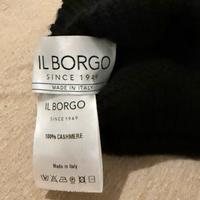 IL BORGO
SINCE 1949
MADE IN ITALY
IL BORGO
SINCE 1949
100% CASHMERE
Made in Italy